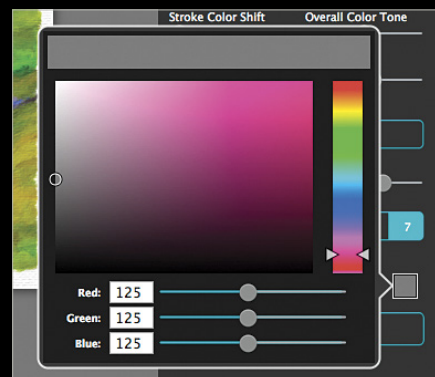 Stroke Color Shift Overall Color Tone
7
Red: 125
Green: 125
Blue: 125